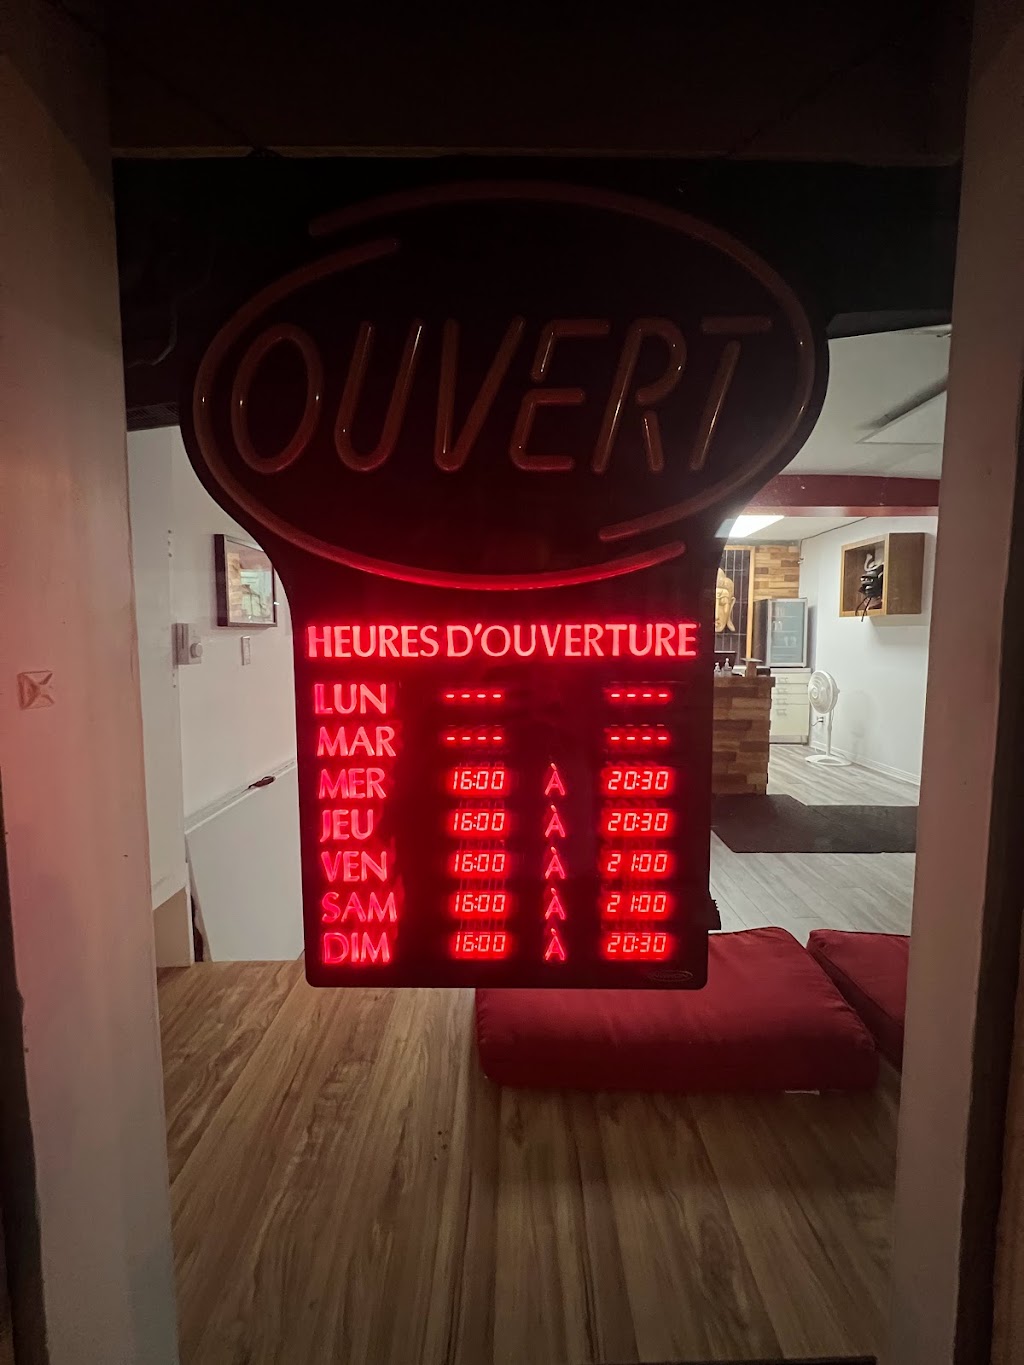 OUVERT
HEURES D'OUVERTURE
LUN ---- ----
MAR ---- ----
MER 16:00 À 20:30
JEU 16:00 À 20:30
VEN 16:00 À 21:00
SAM 16:00 À 21:00
DIM 16:00 À 20:30